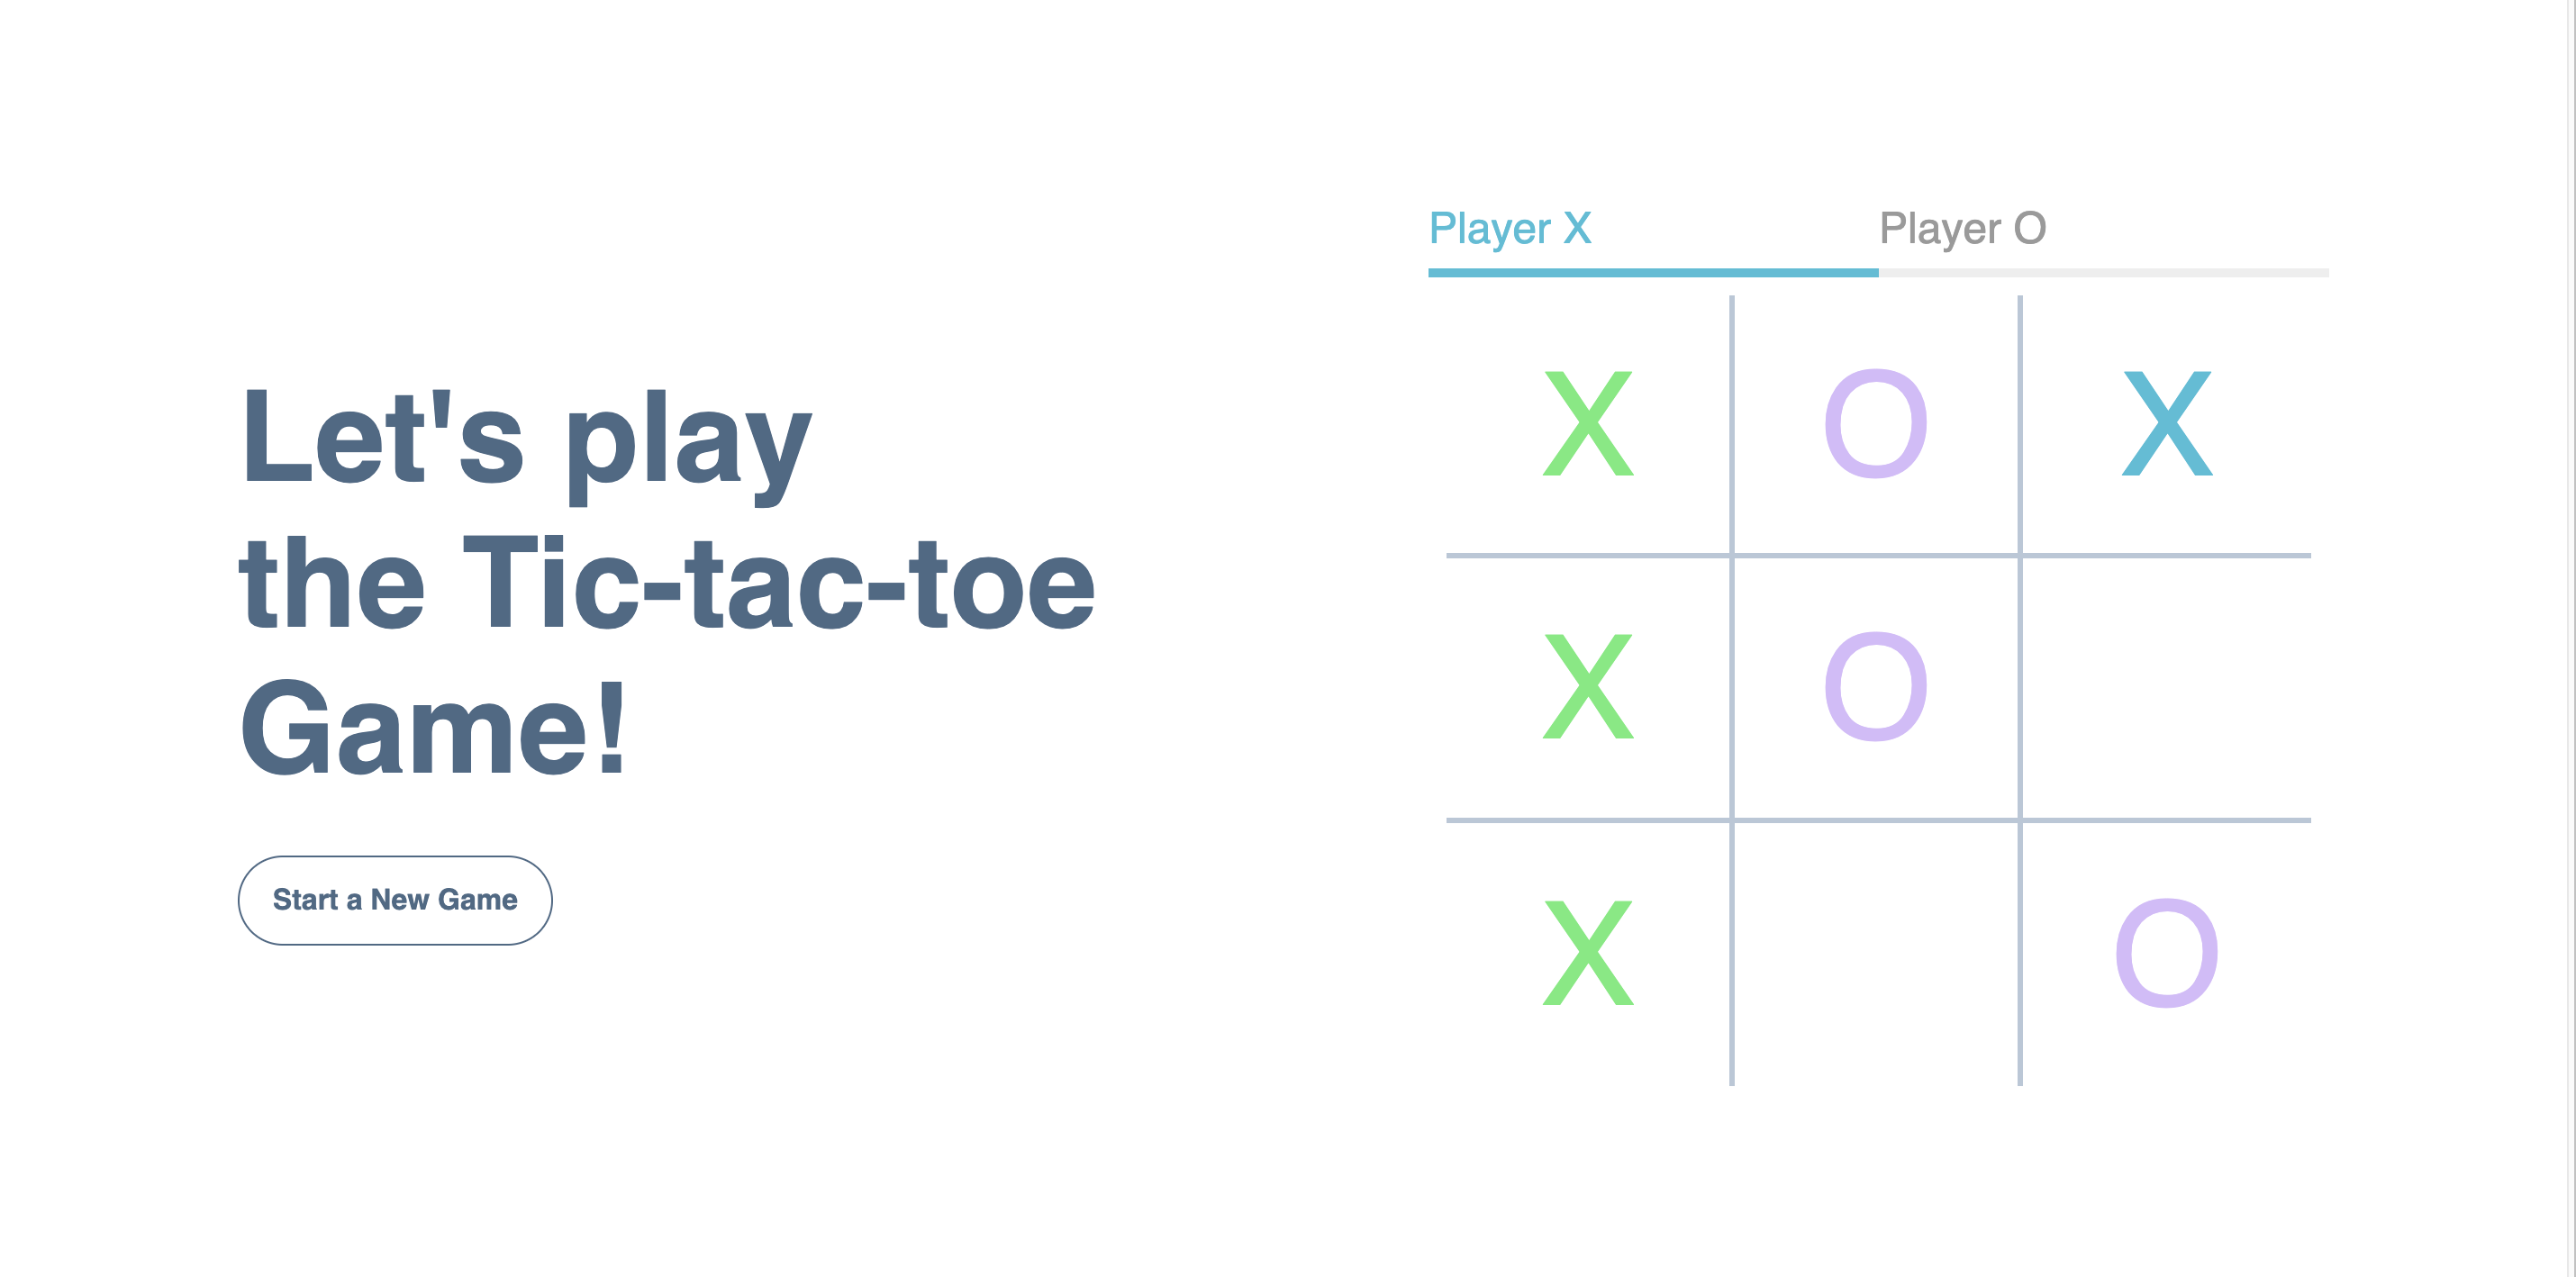 Let's play
the Tic-tac-toe
Game!
Start a New Game
Player X Player O
X O X
X O
X O